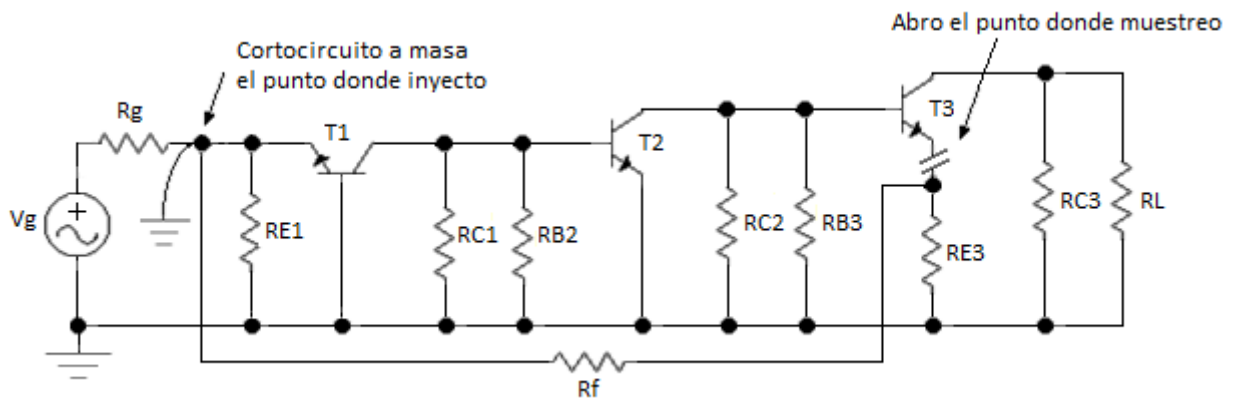 Abro el punto donde muestreo
Cortocircuito a masa
el punto donde inyecto
Rg
T1
T2
T3
Vg
RE1
RC1
RB2
RC2
RB3
RE3
RC3
RL
Rf